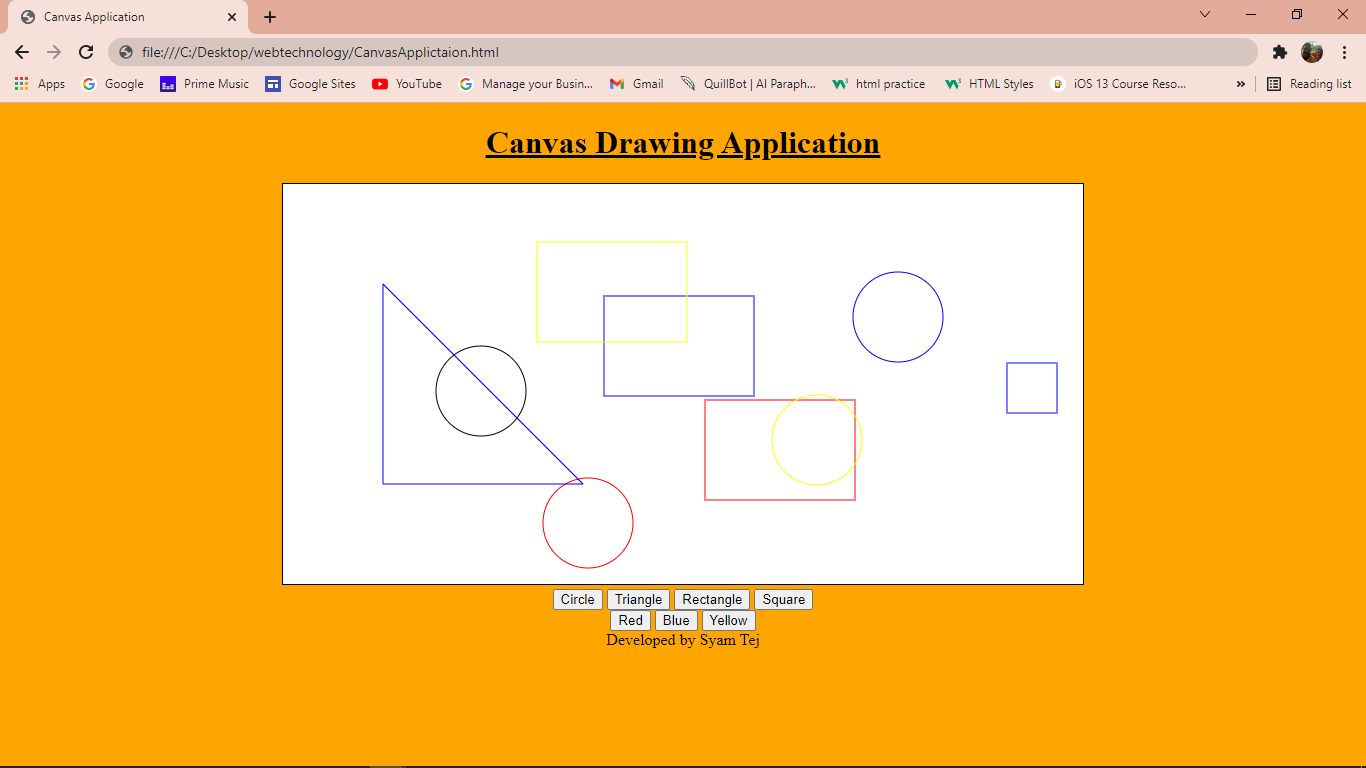 Canvas Application
file:///C:/Desktop/webtechnology/CanvasApplictaion.html
Apps Google Prime Music Google Sites YouTube Manage your Busin... Gmail QuillBot | AI Paraph... html practice HTML Styles iOS 13 Course Reso... » Reading list
Canvas Drawing Application
Circle Triangle Rectangle Square
Red Blue Yellow
Developed by Syam Tej